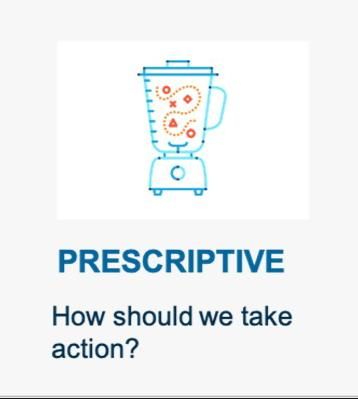 PRESCRIPTIVE
How should we take
action?